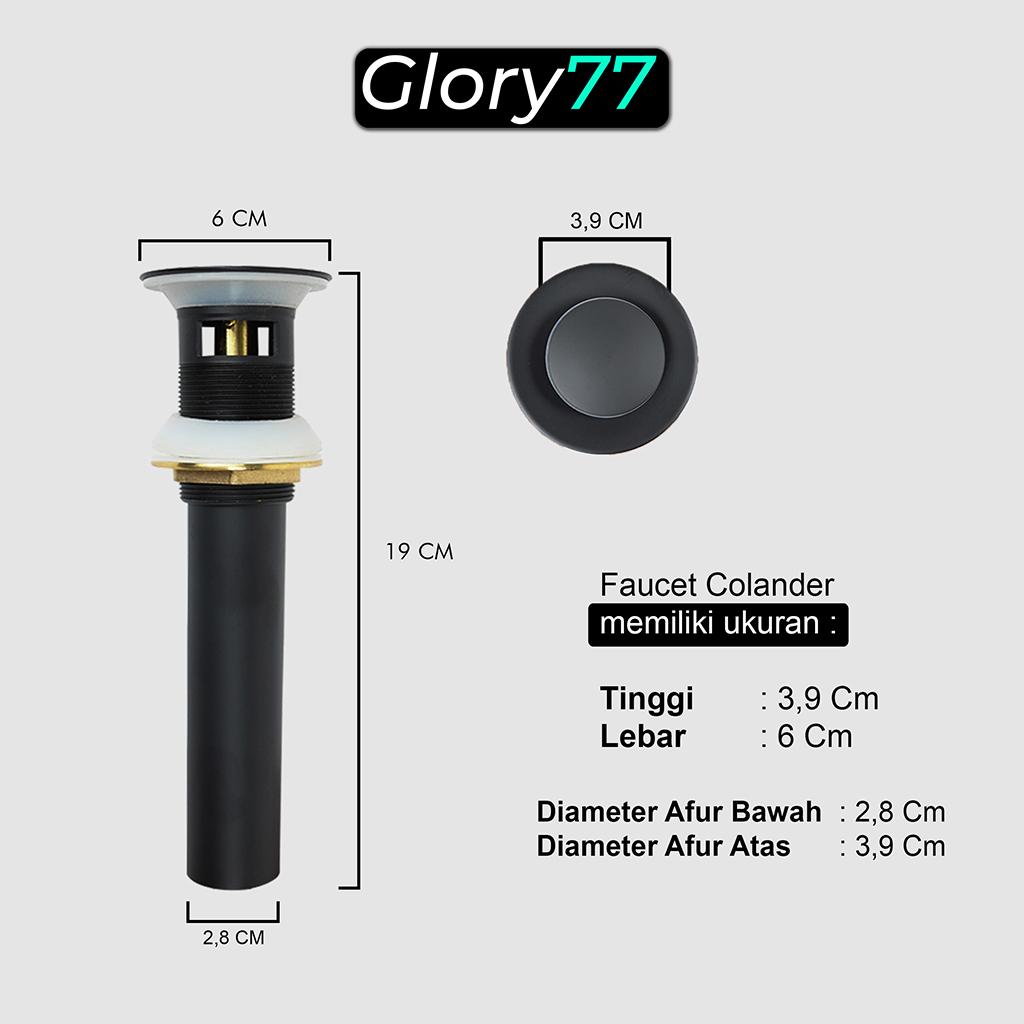 Glory77
6 CM
3,9 CM
19 CM
Faucet Colander
memiliki ukuran :
Tinggi : 3,9 Cm
Lebar : 6 Cm
Diameter Afur Bawah : 2,8 Cm
Diameter Afur Atas : 3,9 Cm
2,8 CM